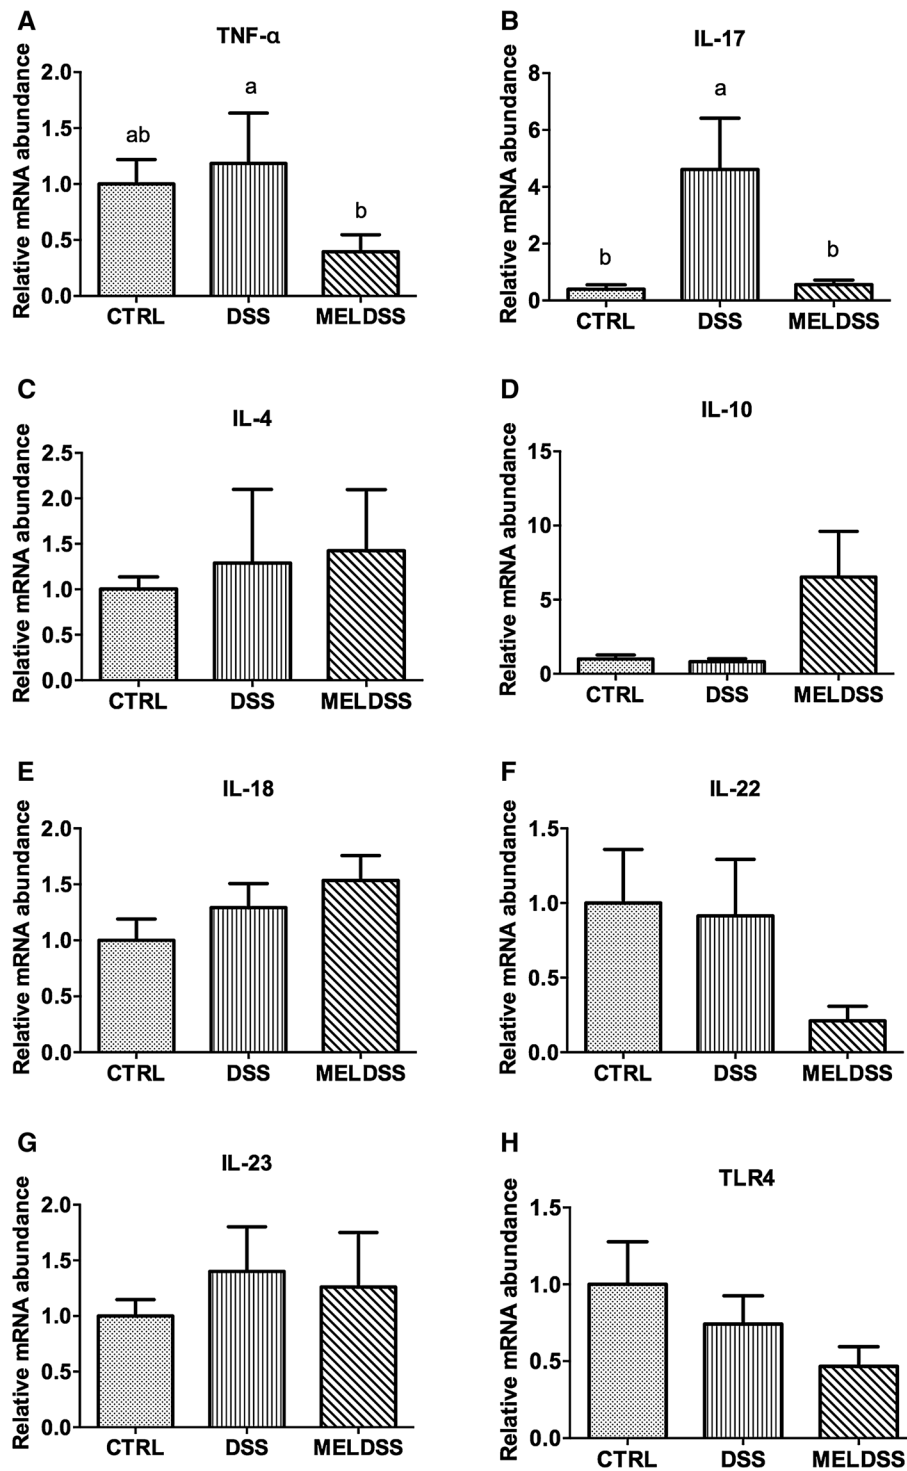 A
TNF-α
Relative mRNA abundance
2.0
1.5
1.0
0.5
0.0
ab
a
b
CTRL DSS MELDSS
B
IL-17
Relative mRNA abundance
8
6
4
2
0
b
a
b
CTRL DSS MELDSS
C
IL-4
Relative mRNA abundance
2.5
2.0
1.5
1.0
0.5
0.0
CTRL DSS MELDSS
D
IL-10
Relative mRNA abundance
15
10
5
0
CTRL DSS MELDSS
E
IL-18
Relative mRNA abundance
2.0
1.5
1.0
0.5
0.0
CTRL DSS MELDSS
F
IL-22
Relative mRNA abundance
1.5
1.0
0.5
0.0
CTRL DSS MELDSS
G
IL-23
Relative mRNA abundance
2.0
1.5
1.0
0.5
0.0
CTRL DSS MELDSS
H
TLR4
Relative mRNA abundance
1.5
1.0
0.5
0.0
CTRL DSS MELDSS